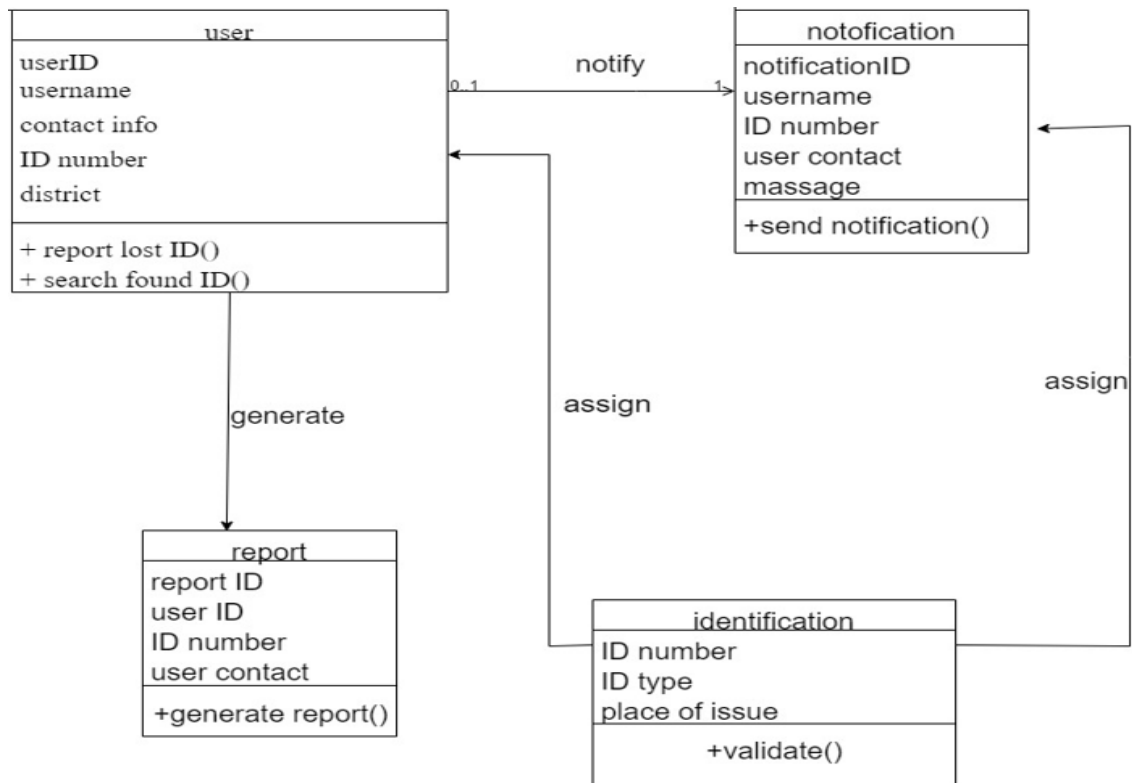 user
userID
username
contact info
ID number
district
+ report lost ID()
+ search found ID()
notify
0..1
1
notofication
notificationID
username
ID number
user contact
massage
+send notification()
generate
assign
assign
report
report ID
user ID
ID number
user contact
+generate report()
identification
ID number
ID type
place of issue
+validate()